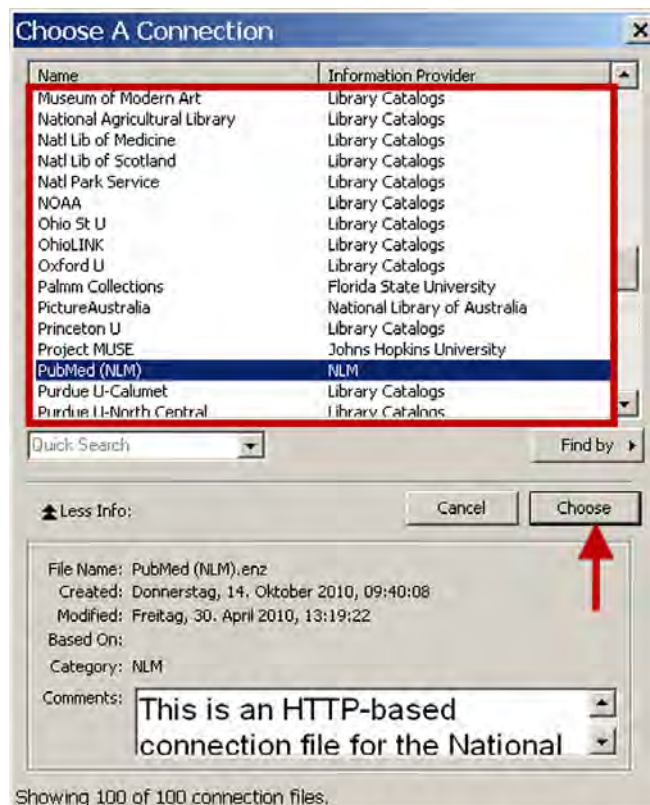 Choose A Connection
Name Information Provider
Museum of Modern Art Library Catalogs
National Agricultural Library Library Catalogs
Natl Lib of Medicine Library Catalogs
Natl Lib of Scotland Library Catalogs
Natl Park Service Library Catalogs
NOAA Library Catalogs
Ohio St U Library Catalogs
OhioLINK Library Catalogs
Oxford U Library Catalogs
Palmm Collections Florida State University
PictureAustralia National Library of Australia
Princeton U Library Catalogs
Project MUSE Johns Hopkins University
PubMed (NLM) NLM
Purdue U-Calumet Library Catalogs
Purdue U-North Central Library Catalogs
Quick Search Find by
Less Info: Cancel Choose
File Name: PubMed (NLM).enz
Created: Donnerstag, 14. Oktober 2010, 09:40:08
Modified: Freitag, 30. April 2010, 13:19:22
Based On:
Category: NLM
Comments: This is an HTTP-based
connection file for the National
Showing 100 of 100 connection files.